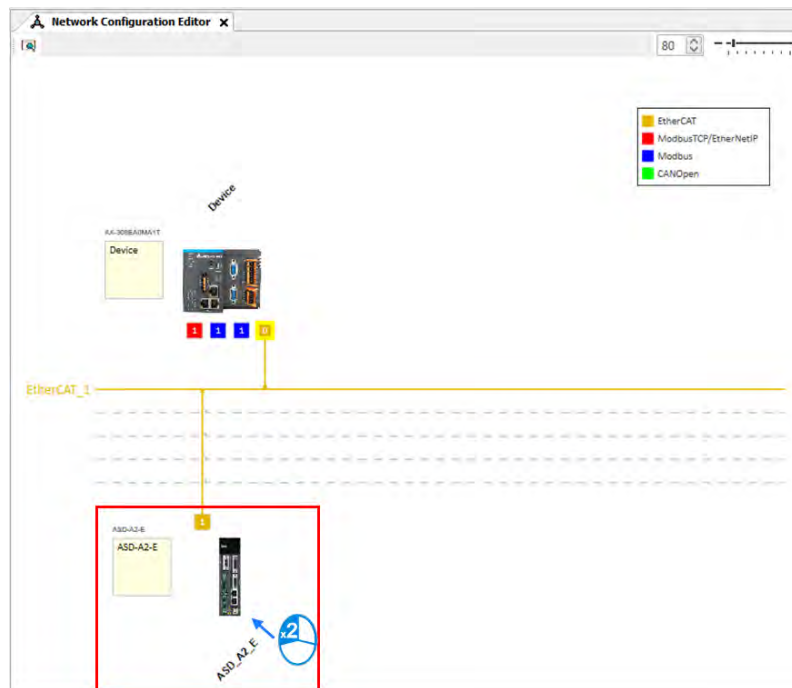 Network Configuration Editor
80
EtherCAT
ModbusTCP/EtherNetIP
Modbus
CANOpen
Device
Device
1 1 1
EtherCAT_1
1
ASD-A2-E
ASD-A2-E
x2
ASD_A2_E